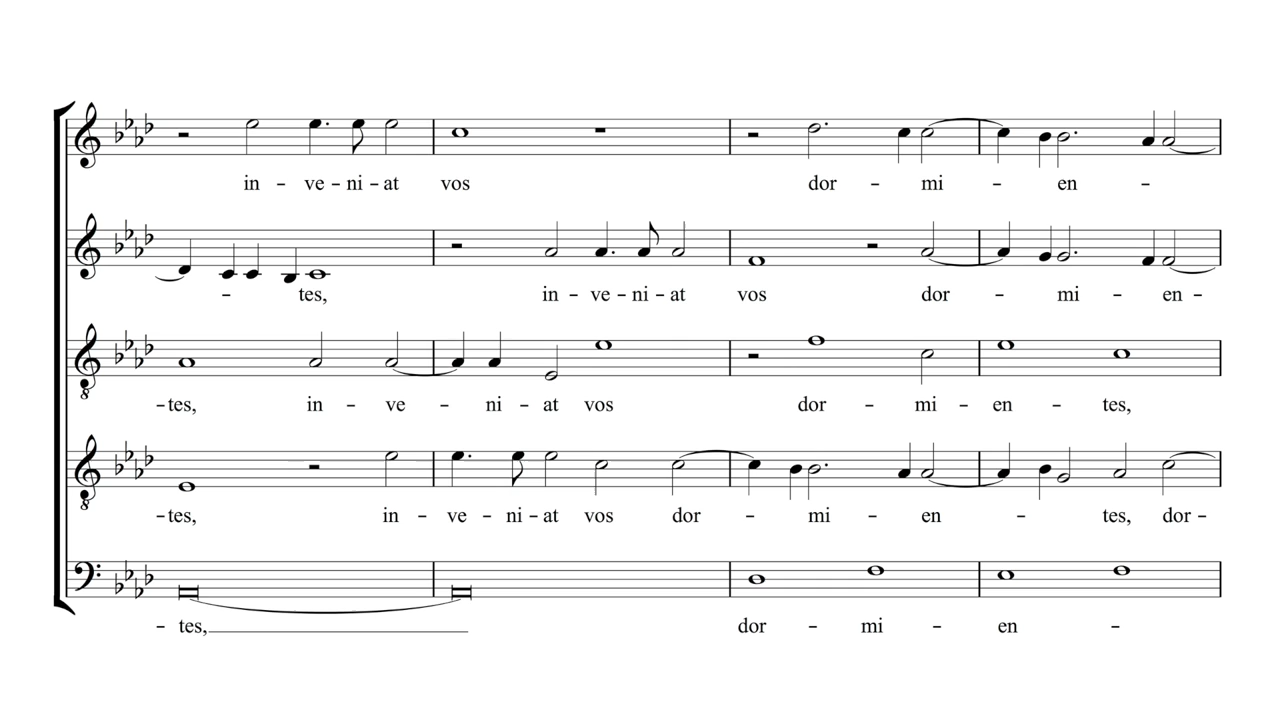 in - ve - ni - at vos dor - mi - en -
- tes, in - ve - ni - at vos dor - mi - en -
- tes, in - ve - ni - at vos dor - mi - en - tes,
- tes, in - ve - ni - at vos dor - mi - en - tes, dor -
- tes, dor - mi - en -